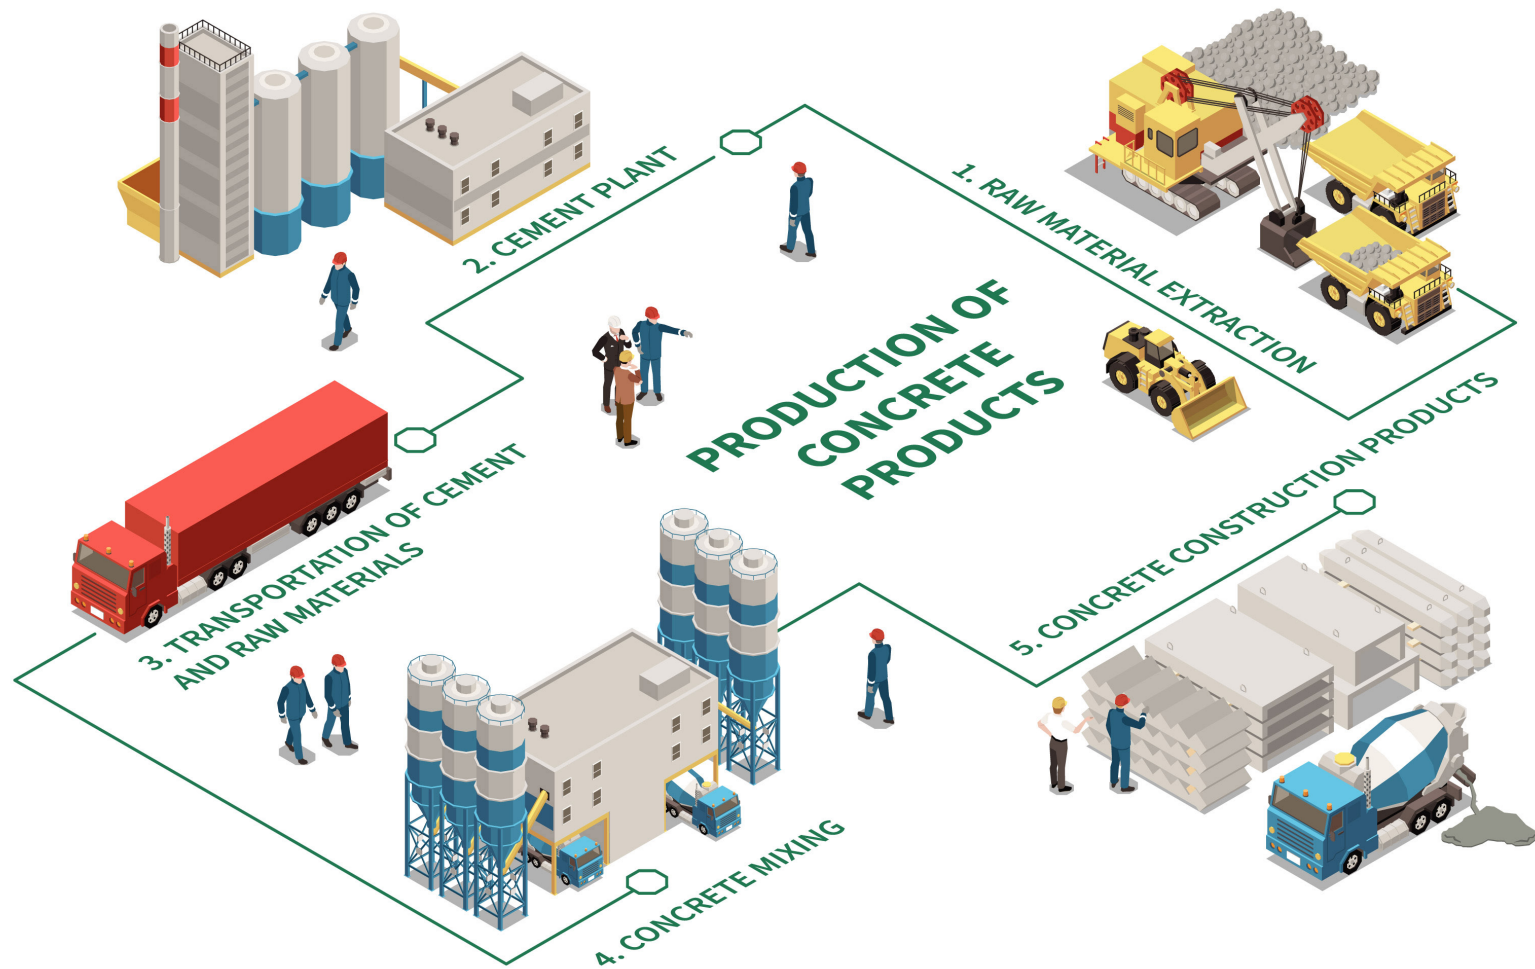 PRODUCTION OF
CONCRETE
PRODUCTS
1. RAW MATERIAL EXTRACTION
2. CEMENT PLANT
3. TRANSPORTATION OF CEMENT
AND RAW MATERIALS
4. CONCRETE MIXING
5. CONCRETE CONSTRUCTION PRODUCTS